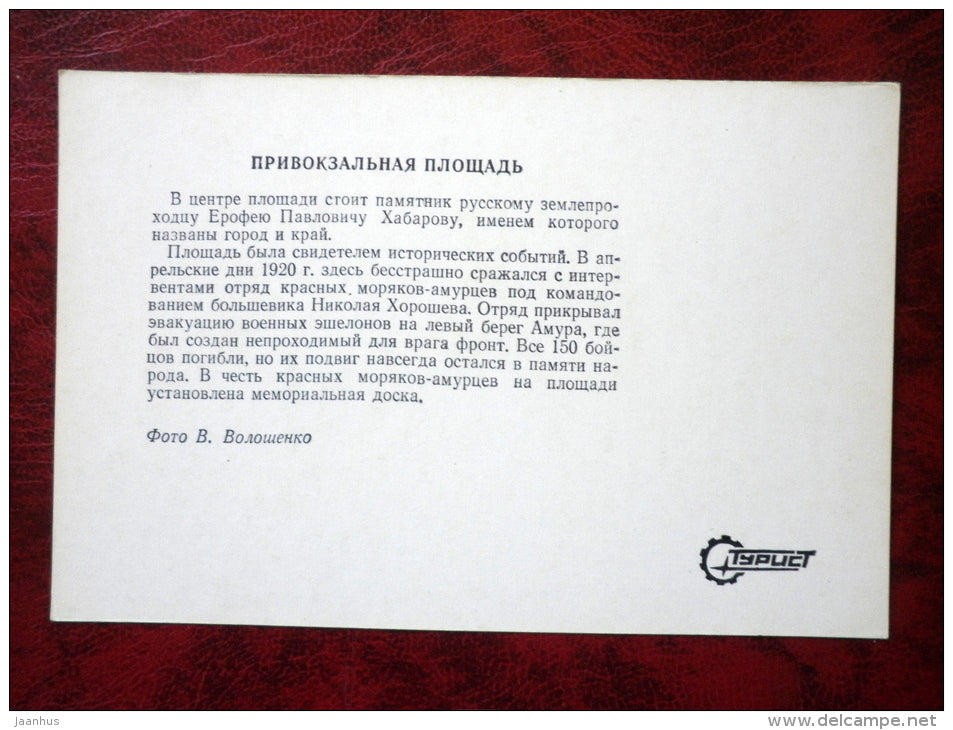 ПРИВОКЗАЛЬНАЯ ПЛОЩАДЬ
В центре площади стоит памятник русскому землепро-
ходцу Ерофею Павловичу Хабарову, именем которого
названы город и край.
Площадь была свидетелем исторических событий. В ап-
рельские дни 1920 г. здесь бесстрашно сражался с интер-
вентами отряд красных моряков-амурцев под командо-
ванием большевика Николая Хорошева. Отряд прикрывал
эвакуацию военных эшелонов на левый берег Амура, где
был создан непроходимый для врага фронт. Все 150 бой-
цов погибли, но их подвиг навсегда остался в памяти на-
рода. В честь красных моряков-амурцев на площади
установлена мемориальная доска.
Фото В. Волошенко
ТУРИСТ
jaanhus
www.delcampe.net